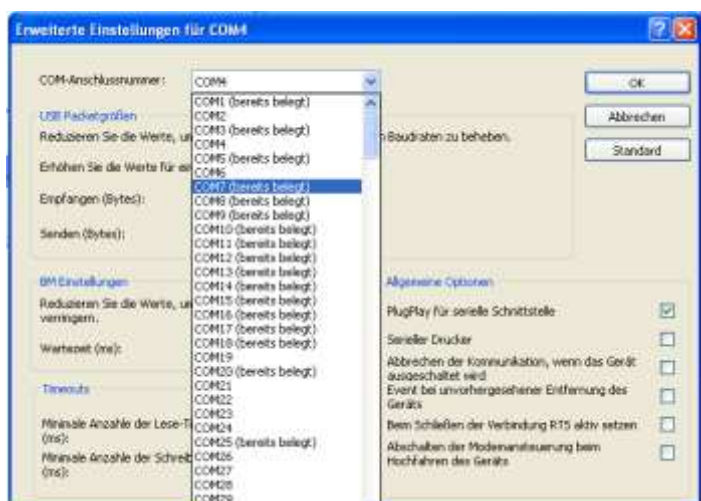 Erweiterte Einstellungen für COM4
COM-Anschlussnummer:
COM4
OK
Abbrechen
Standard
COM1 (bereits belegt)
COM2
COM3 (bereits belegt)
COM4
COM5 (bereits belegt)
COM6
COM7 (bereits belegt)
COM8 (bereits belegt)
COM9 (bereits belegt)
COM10 (bereits belegt)
COM11 (bereits belegt)
COM12 (bereits belegt)
COM13 (bereits belegt)
COM14 (bereits belegt)
COM15 (bereits belegt)
COM16 (bereits belegt)
COM17 (bereits belegt)
COM18 (bereits belegt)
COM19
COM20 (bereits belegt)
COM21
COM22
COM23
COM24
COM25 (bereits belegt)
COM26
COM27
COM28
COM29
USB Packetgrößen
Reduzieren Sie die Werte, un
n Baudraten zu beheben.
Erhöhen Sie die Werte für ei
Empfangen (Bytes):
Senden (Bytes):
BM Einstellungen
Reduzieren Sie die Werte, un
verringern.
Wartezeit (ms):
Timeouts
Minimale Anzahle der Lese-Ti
(ms):
Minimale Anzahle der Schreib
(ms):
Allgemeine Optionen
PlugPlay für serielle Schnittstelle
Serieller Drucker
Abbrechen der Kommunikation, wenn das Gerät
ausgeschaltet wird
Event bei unvorhergesehener Entfernung des
Geräts
Beim Schließen der Verbindung RTS aktiv setzen
Abschalten der Modemansteuerung beim
Hochfahren des Geräts